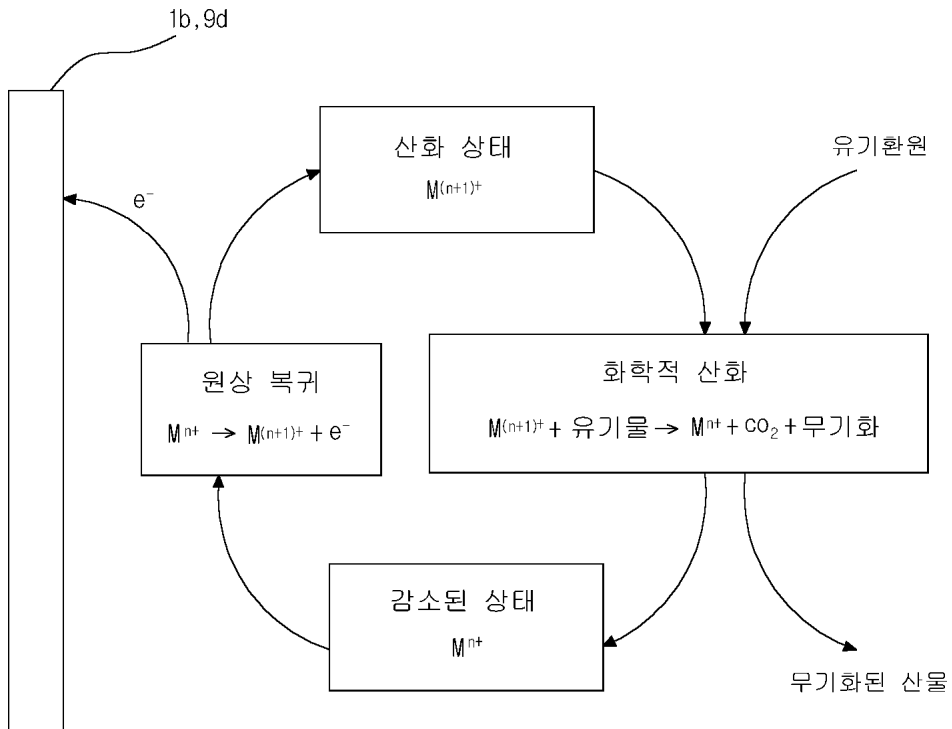 1b,9d
산화 상태
M(n+1)+
유기환원
e⁻
원상 복귀
Mⁿ⁺ → M(n+1)+ + e⁻
화학적 산화
M(n+1)+ + 유기물 → Mⁿ⁺ + CO₂ + 무기화
감소된 상태
Mⁿ⁺
무기화된 산물